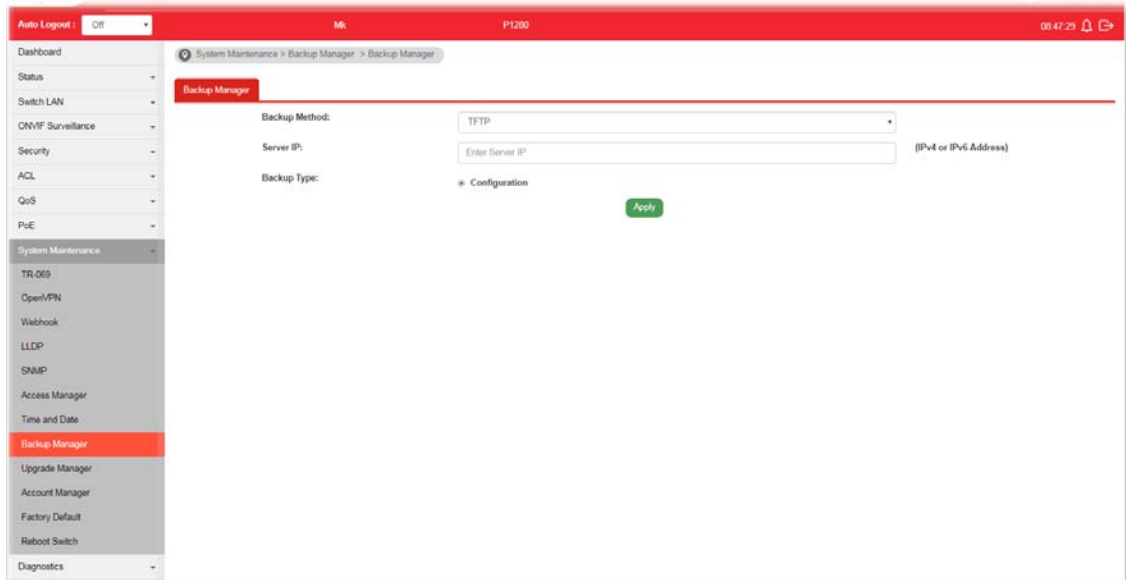 Auto Logout : Off Mk P1280 08:47:29
Dashboard
Status
Switch LAN
ONVIF Surveillance
Security
ACL
QoS
PoE
System Maintenance
TR-069
OpenVPN
Webhook
LLDP
SNMP
Access Manager
Time and Date
Backup Manager
Upgrade Manager
Account Manager
Factory Default
Reboot Switch
Diagnostics
System Maintenance > Backup Manager > Backup Manager
Backup Manager
Backup Method: TFTP
Server IP: Enter Server IP (IPv4 or IPv6 Address)
Backup Type: Configuration
Apply